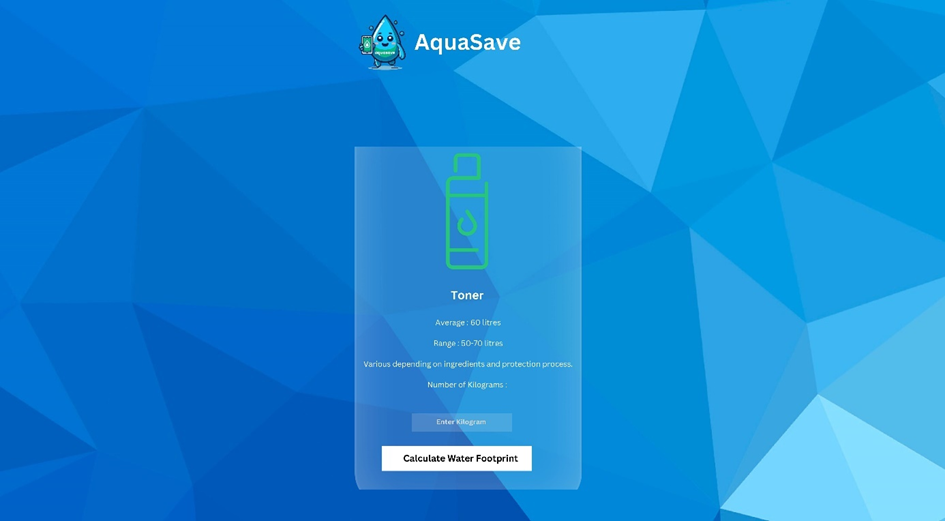 AquaSave
Toner
Average : 60 litres
Range : 50-70 litres
Various depending on ingredients and protection process.
Number of Kilograms :
Enter Kilogram
Calculate Water Footprint